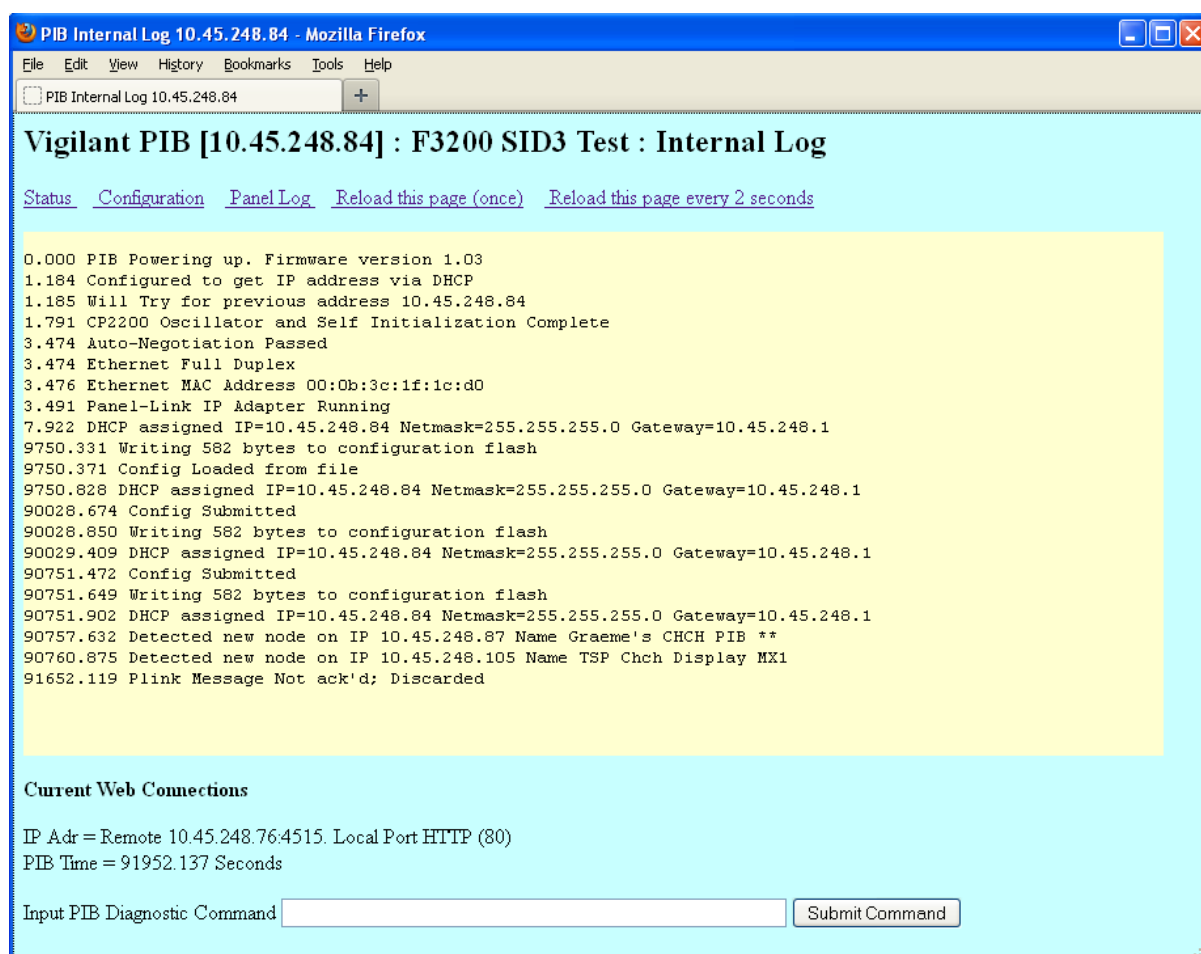 PIB Internal Log 10.45.248.84 - Mozilla Firefox
File Edit View History Bookmarks Tools Help
PIB Internal Log 10.45.248.84 +
Vigilant PIB [10.45.248.84] : F3200 SID3 Test : Internal Log
Status Configuration Panel Log Reload this page (once) Reload this page every 2 seconds
0.000 PIB Powering up. Firmware version 1.03
1.184 Configured to get IP address via DHCP
1.185 Will Try for previous address 10.45.248.84
1.791 CP2200 Oscillator and Self Initialization Complete
3.474 Auto-Negotiation Passed
3.474 Ethernet Full Duplex
3.476 Ethernet MAC Address 00:0b:3c:1f:1c:d0
3.491 Panel-Link IP Adapter Running
7.922 DHCP assigned IP=10.45.248.84 Netmask=255.255.255.0 Gateway=10.45.248.1
9750.331 Writing 582 bytes to configuration flash
9750.371 Config Loaded from file
9750.828 DHCP assigned IP=10.45.248.84 Netmask=255.255.255.0 Gateway=10.45.248.1
90028.674 Config Submitted
90028.850 Writing 582 bytes to configuration flash
90029.409 DHCP assigned IP=10.45.248.84 Netmask=255.255.255.0 Gateway=10.45.248.1
90751.472 Config Submitted
90751.649 Writing 582 bytes to configuration flash
90751.902 DHCP assigned IP=10.45.248.84 Netmask=255.255.255.0 Gateway=10.45.248.1
90757.632 Detected new node on IP 10.45.248.87 Name Graeme's CHCH PIB **
90760.875 Detected new node on IP 10.45.248.105 Name TSP Chch Display MX1
91652.119 Plink Message Not ack'd; Discarded
Current Web Connections
IP Adr = Remote 10.45.248.76:4515. Local Port HTTP (80)
PIB Time = 91952.137 Seconds
Input PIB Diagnostic Command Submit Command